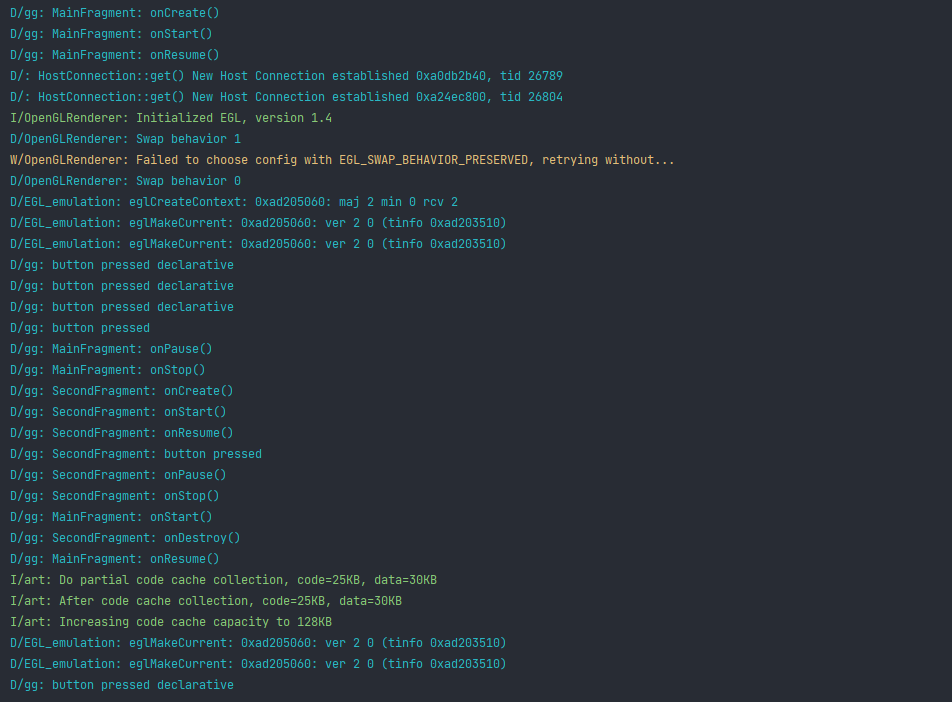 D/gg: MainFragment: onCreate()
D/gg: MainFragment: onStart()
D/gg: MainFragment: onResume()
D/: HostConnection::get() New Host Connection established 0xa0db2b40, tid 26789
D/: HostConnection::get() New Host Connection established 0xa24ec800, tid 26804
I/OpenGLRenderer: Initialized EGL, version 1.4
D/OpenGLRenderer: Swap behavior 1
W/OpenGLRenderer: Failed to choose config with EGL_SWAP_BEHAVIOR_PRESERVED, retrying without...
D/OpenGLRenderer: Swap behavior 0
D/EGL_emulation: eglCreateContext: 0xad205060: maj 2 min 0 rcv 2
D/EGL_emulation: eglMakeCurrent: 0xad205060: ver 2 0 (tinfo 0xad203510)
D/EGL_emulation: eglMakeCurrent: 0xad205060: ver 2 0 (tinfo 0xad203510)
D/gg: button pressed declarative
D/gg: button pressed declarative
D/gg: button pressed declarative
D/gg: button pressed
D/gg: MainFragment: onPause()
D/gg: MainFragment: onStop()
D/gg: SecondFragment: onCreate()
D/gg: SecondFragment: onStart()
D/gg: SecondFragment: onResume()
D/gg: SecondFragment: button pressed
D/gg: SecondFragment: onPause()
D/gg: SecondFragment: onStop()
D/gg: MainFragment: onStart()
D/gg: SecondFragment: onDestroy()
D/gg: MainFragment: onResume()
I/art: Do partial code cache collection, code=25KB, data=30KB
I/art: After code cache collection, code=25KB, data=30KB
I/art: Increasing code cache capacity to 128KB
D/EGL_emulation: eglMakeCurrent: 0xad205060: ver 2 0 (tinfo 0xad203510)
D/EGL_emulation: eglMakeCurrent: 0xad205060: ver 2 0 (tinfo 0xad203510)
D/gg: button pressed declarative